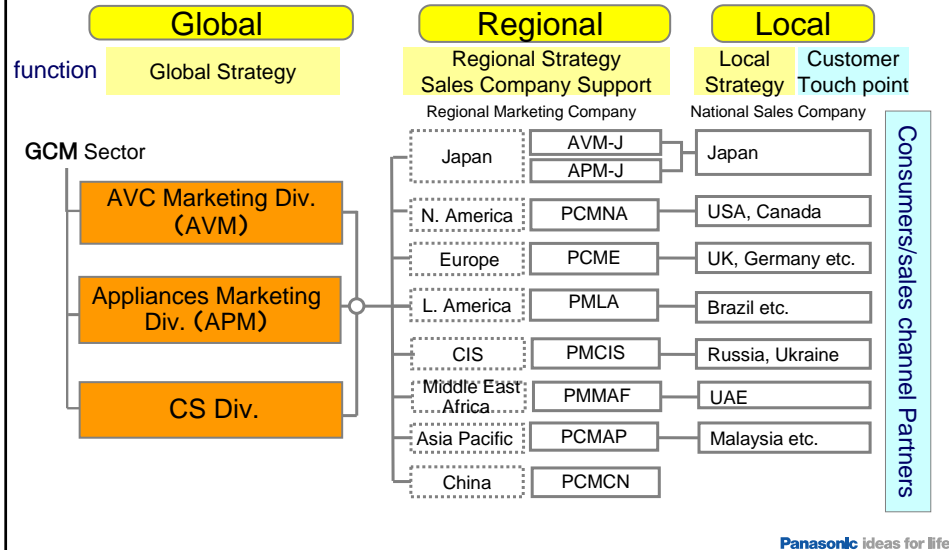 Global
Regional
Local
function
Global Strategy
Regional Strategy
Sales Company Support
Local
Strategy
Customer
Touch point
Regional Marketing Company
National Sales Company
GCM Sector
AVC Marketing Div.
(AVM)
Appliances Marketing
Div. (APM)
CS Div.
Japan
AVM-J
APM-J
Japan
N. America
PCMNA
USA, Canada
Europe
PCME
UK, Germany etc.
L. America
PMLA
Brazil etc.
CIS
PMCIS
Russia, Ukraine
Middle East
Africa
PMMAF
UAE
Asia Pacific
PCMAP
Malaysia etc.
China
PCMCN
Consumers/sales channel Partners
Panasonic ideas for life